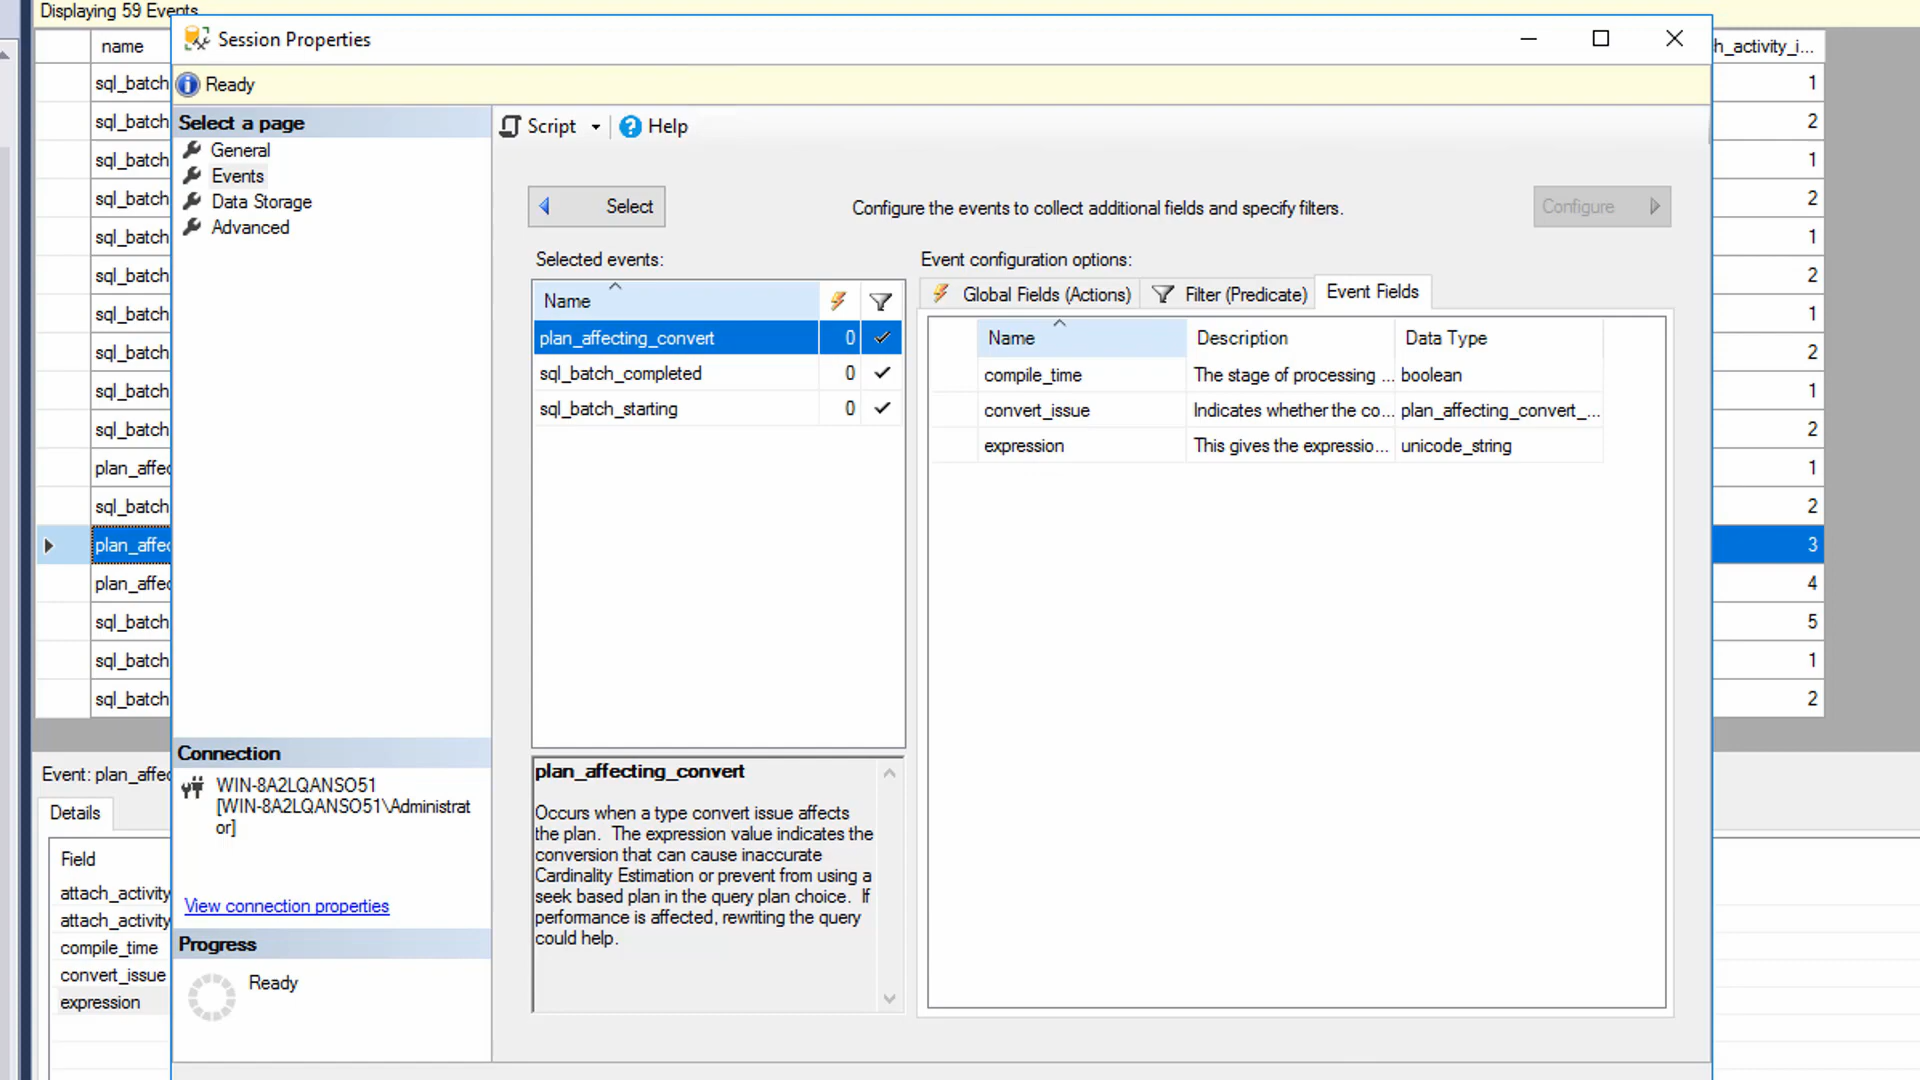 Displaying 59 Events
name
sql_batch
sql_batch
sql_batch
sql_batch
sql_batch
sql_batch
sql_batch
sql_batch
sql_batch
sql_batch
plan_affec
sql_batch
plan_affec
plan_affec
sql_batch
sql_batch
sql_batch
Event: plan_affec
Details
Field
attach_activity
attach_activity
compile_time
convert_issue
expression
Session Properties
Ready
Select a page
General
Events
Data Storage
Advanced
Connection
WIN-8A2LQANSO51
[WIN-8A2LQANSO51\Administrat
or]
View connection properties
Progress
Ready
Script
Help
Select
Configure the events to collect additional fields and specify filters.
Configure
Selected events:
Name
plan_affecting_convert 0
sql_batch_completed 0
sql_batch_starting 0
plan_affecting_convert
Occurs when a type convert issue affects
the plan. The expression value indicates the
conversion that can cause inaccurate
Cardinality Estimation or prevent from using a
seek based plan in the query plan choice. If
performance is affected, rewriting the query
could help.
Event configuration options:
Global Fields (Actions) Filter (Predicate) Event Fields
Name Description Data Type
compile_time The stage of processing ... boolean
convert_issue Indicates whether the co... plan_affecting_convert_...
expression This gives the expressio... unicode_string
h_activity_i...
1
2
1
2
1
2
1
2
1
2
1
2
3
4
5
1
2